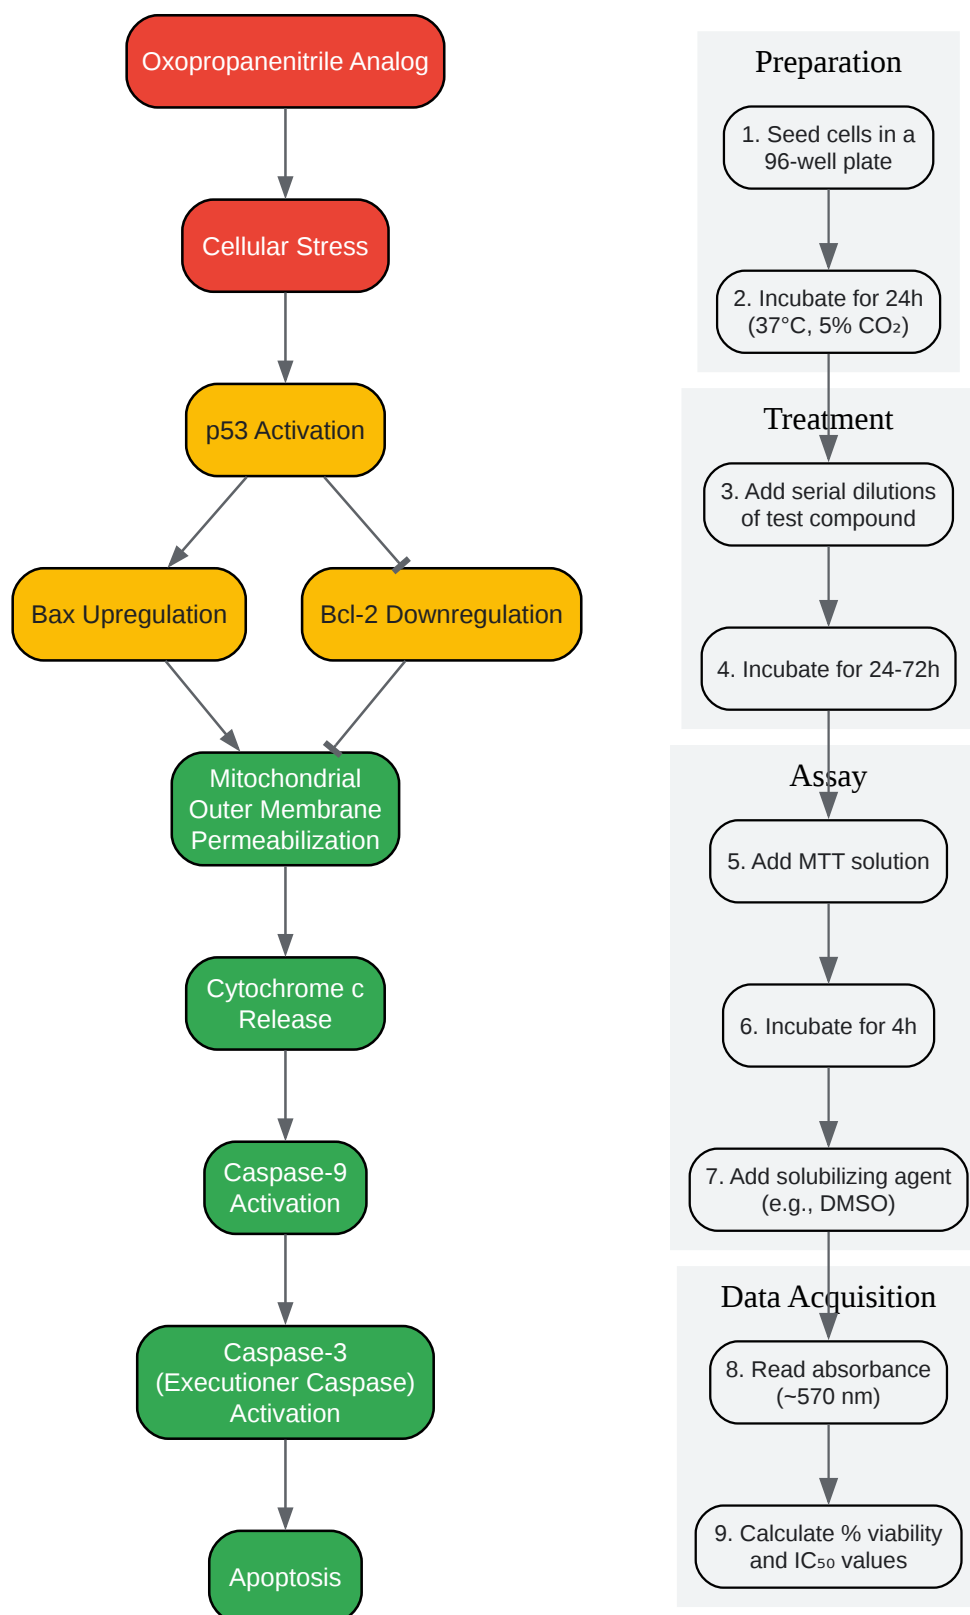 Oxopropanenitrile Analog
Cellular Stress
p53 Activation
Bax Upregulation
Bcl-2 Downregulation
Mitochondrial
Outer Membrane
Permeabilization
Cytochrome c
Release
Caspase-9
Activation
Caspase-3
(Executioner Caspase)
Activation
Apoptosis
Preparation
1. Seed cells in a
96-well plate
2. Incubate for 24h
(37°C, 5% CO₂)
Treatment
3. Add serial dilutions
of test compound
4. Incubate for 24-72h
Assay
5. Add MTT solution
6. Incubate for 4h
7. Add solubilizing agent
(e.g., DMSO)
Data Acquisition
8. Read absorbance
(~570 nm)
9. Calculate % viability
and IC₅₀ values